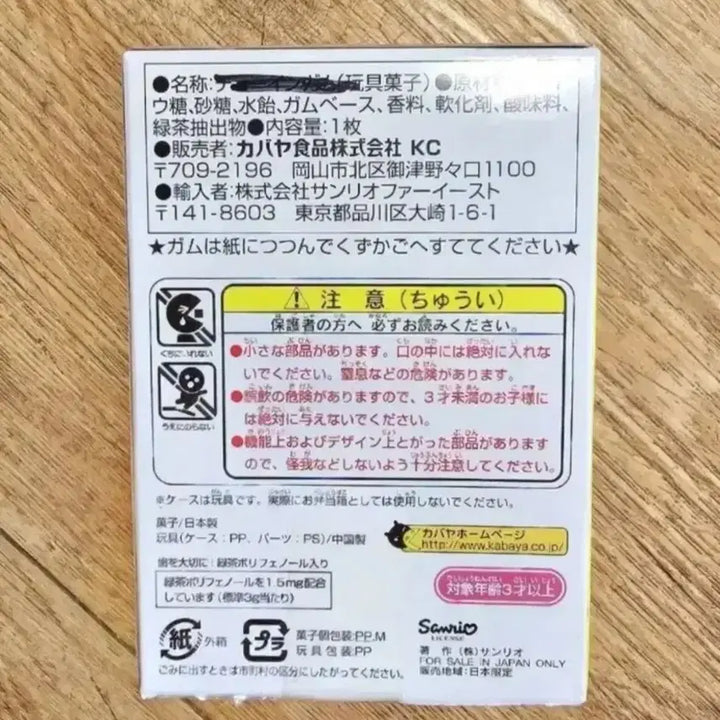 ●名称:チューインガム(玩具菓子)●原材
ウ糖、砂糖、水飴、ガムベース、香料、軟化剤、酸味料、
緑茶抽出物●内容量:1枚
●販売者:カバヤ食品株式会社 KC
〒709-2196 岡山市北区御津野々口1100
●輸入者:株式会社サンリオファーイースト
〒141-8603 東京都品川区大崎1-6-1
★ガムは紙につつんでくずかごへすててください★
くちにいれない
うえにのらない
注 意(ちゅうい)
保護者の方へ 必ずお読みください。
●小さな部品があります。口の中には絶対に入れな
いでください。窒息などの危険があります。
●誤飲の危険がありますので、3才未満のお子様に
は絶対に与えないでください。
●機能上およびデザイン上とがった部品があります
ので、怪我などしないよう十分注意してください。
※ケースは玩具です。実際にお弁当箱としては使用しないでください。
菓子/日本製
玩具(ケース:PP、パーツ:PS)/中国製
カバヤホームページ
http://www.kabaya.co.jp/
歯を大切に:緑茶ポリフェノール入り
緑茶ポリフェノールを1.5mg配合
しています(標準3g当たり)
対象年齢3才以上
紙 外箱
プラ
菓子個包装:PP,M
玩具包装:PP
ごみに出すときは市町村の区分にしたがってください。
Sanrio
LICENSE
著作 (株)サンリオ
FOR SALE IN JAPAN ONLY
販売地域:日本限定